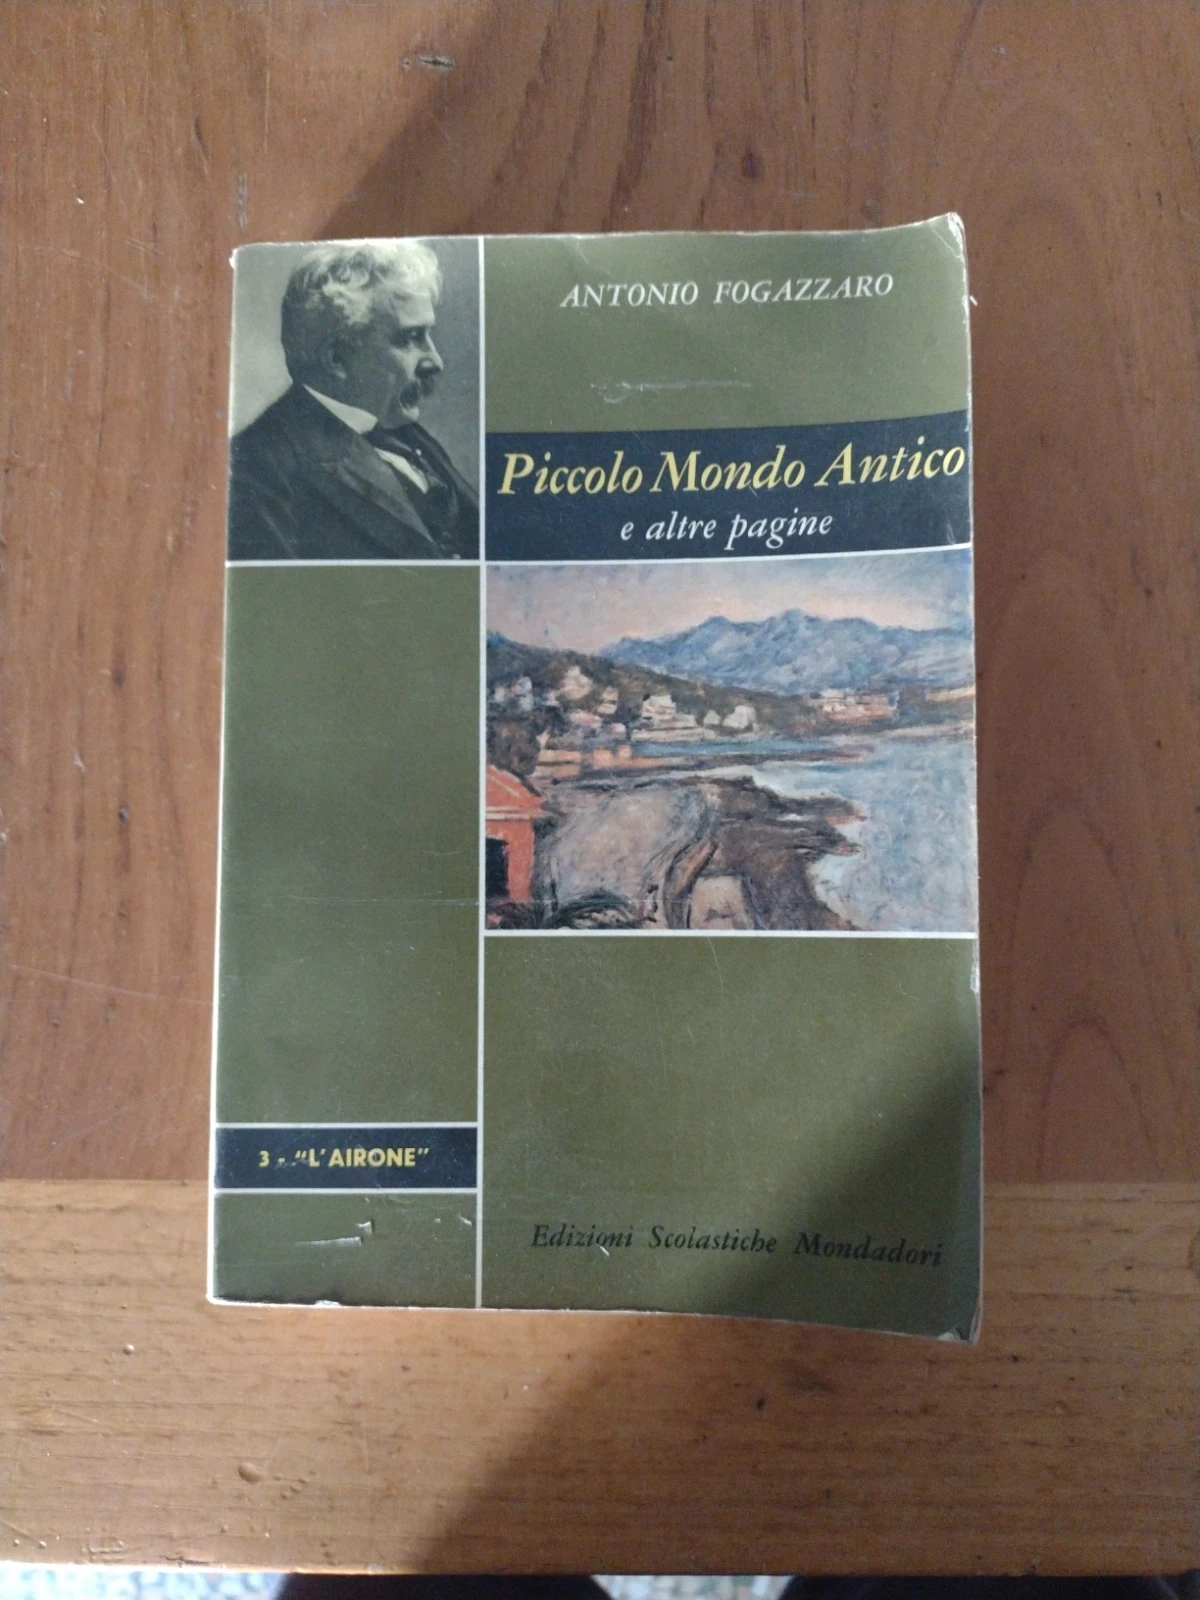 ANTONIO FOGAZZARO
Piccolo Mondo Antico
e altre pagine
3 - "L'AIRONE"
Edizioni Scolastiche Mondadori